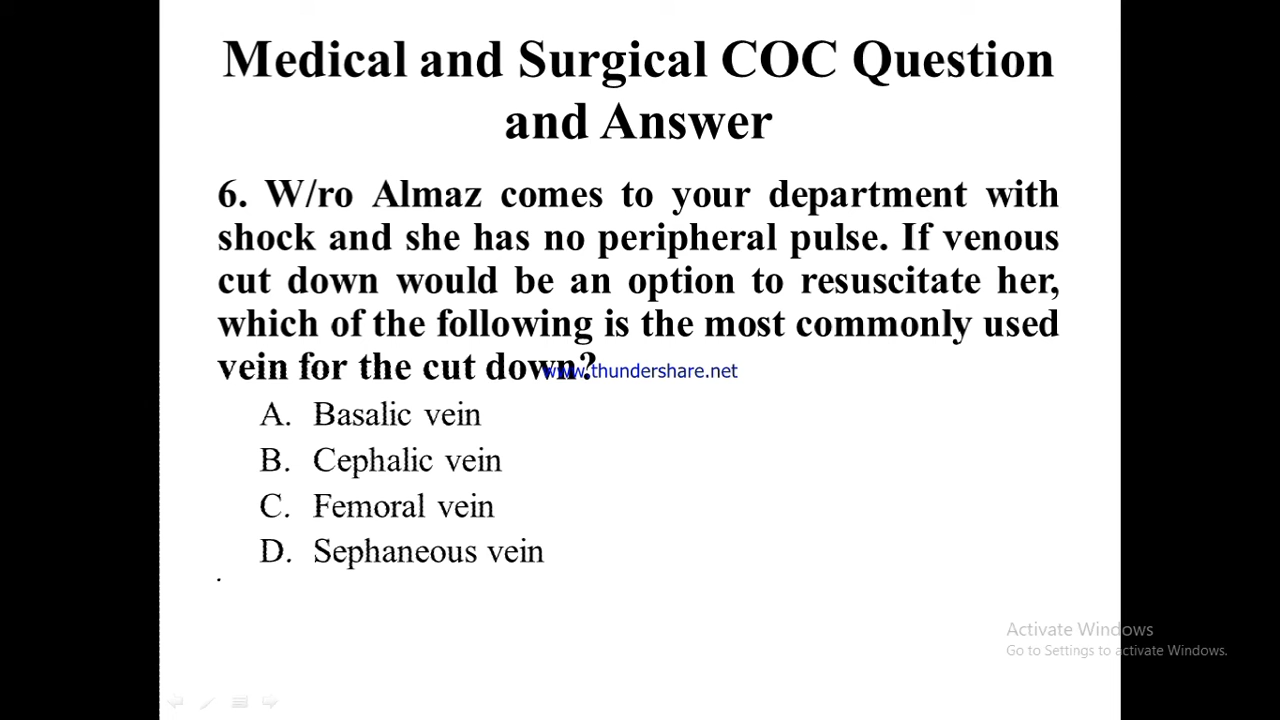 Medical and Surgical COC Question
and Answer
6. W/ro Almaz comes to your department with
shock and she has no peripheral pulse. If venous
cut down would be an option to resuscitate her,
which of the following is the most commonly used
vein for the cut down?
www.thundershare.net
A. Basalic vein
B. Cephalic vein
C. Femoral vein
D. Sephaneous vein
.
Activate Windows
Go to Settings to activate Windows.